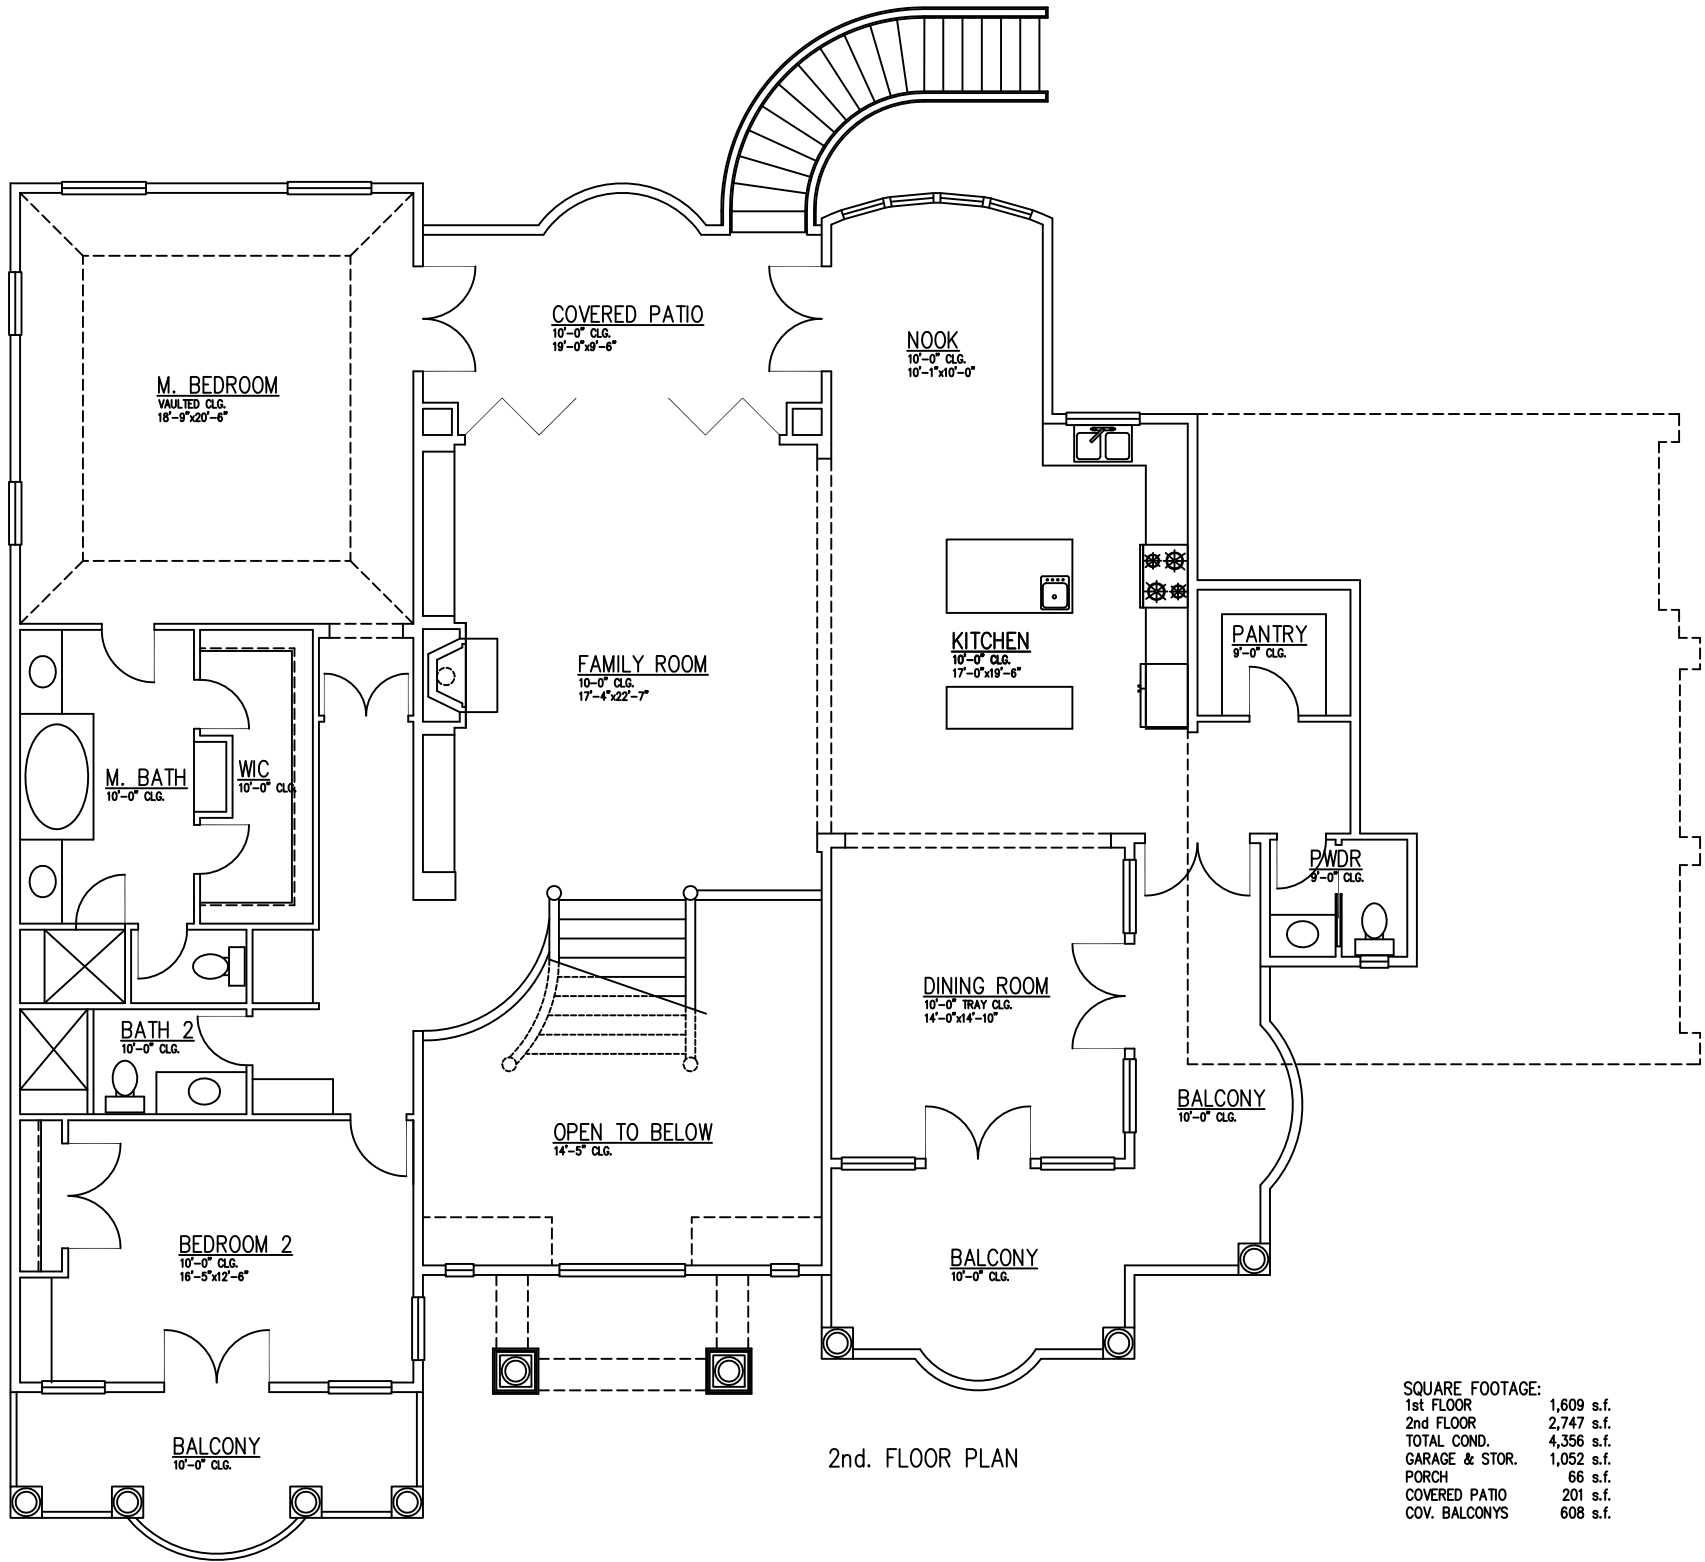 COVERED PATIO
10'-0" CLG.
19'-0"x9'-6"
NOOK
10'-0" CLG.
10'-1"x10'-0"
M. BEDROOM
VAULTED CLG.
18'-9"x20'-6"
FAMILY ROOM
10-0" CLG.
17'-4"x22'-7"
KITCHEN
10'-0" CLG.
17'-0"x19'-6"
PANTRY
9'-0" CLG.
M. BATH
10'-0" CLG.
WIC
10'-0" CLG.
PWDR
9'-0" CLG.
DINING ROOM
10'-0" TRAY CLG.
14'-0"x14'-10"
BATH 2
10'-0" CLG.
BALCONY
10'-0" CLG.
OPEN TO BELOW
14'-5" CLG.
BEDROOM 2
10'-0" CLG.
16'-5"x12'-6"
BALCONY
10'-0" CLG.
BALCONY
10'-0" CLG.
2nd. FLOOR PLAN
SQUARE FOOTAGE:
1st FLOOR 1,609 s.f.
2nd FLOOR 2,747 s.f.
TOTAL COND. 4,356 s.f.
GARAGE & STOR. 1,052 s.f.
PORCH 66 s.f.
COVERED PATIO 201 s.f.
COV. BALCONYS 608 s.f.